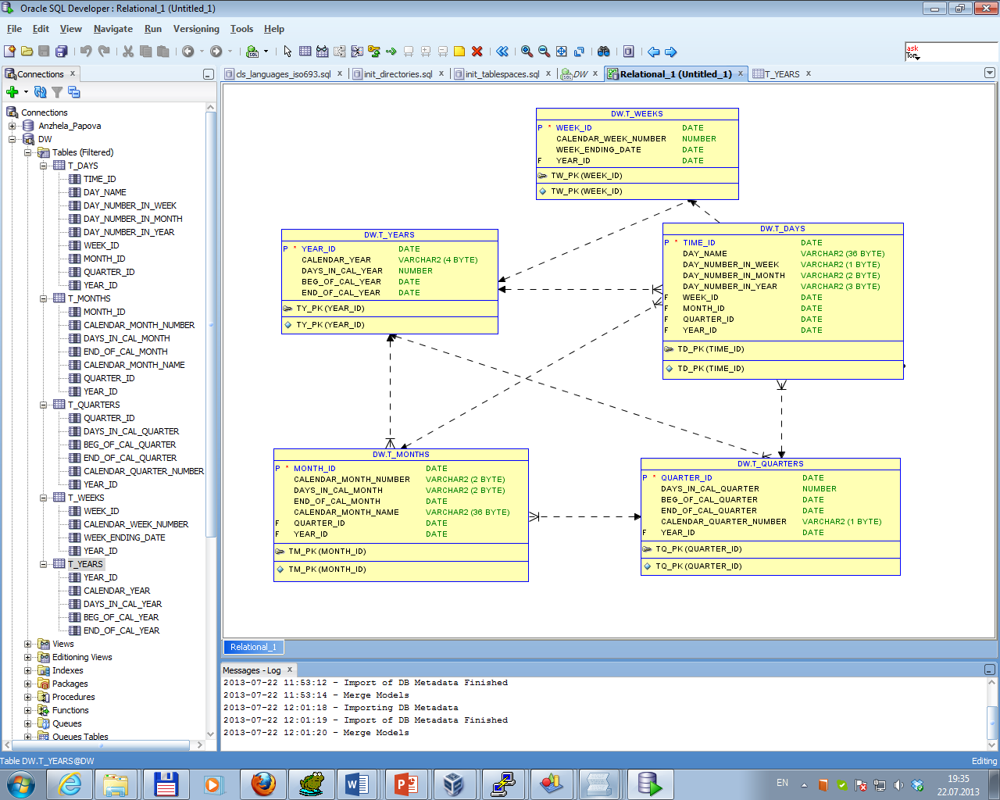 Oracle SQL Developer : Relational_1 (Untitled_1)
File Edit View Navigate Run Versioning Tools Help
ask
Tom
Connections x
cls_languages_iso693.sql x init_directories.sql x init_tablespaces.sql x DW x Relational_1 (Untitled_1) x T_YEARS x
Connections
Anzhela_Papova
DW
Tables (Filtered)
T_DAYS
TIME_ID
DAY_NAME
DAY_NUMBER_IN_WEEK
DAY_NUMBER_IN_MONTH
DAY_NUMBER_IN_YEAR
WEEK_ID
MONTH_ID
QUARTER_ID
YEAR_ID
T_MONTHS
MONTH_ID
CALENDAR_MONTH_NUMBER
DAYS_IN_CAL_MONTH
END_OF_CAL_MONTH
CALENDAR_MONTH_NAME
QUARTER_ID
YEAR_ID
T_QUARTERS
QUARTER_ID
DAYS_IN_CAL_QUARTER
BEG_OF_CAL_QUARTER
END_OF_CAL_QUARTER
CALENDAR_QUARTER_NUMBER
YEAR_ID
T_WEEKS
WEEK_ID
CALENDAR_WEEK_NUMBER
WEEK_ENDING_DATE
YEAR_ID
T_YEARS
YEAR_ID
CALENDAR_YEAR
DAYS_IN_CAL_YEAR
BEG_OF_CAL_YEAR
END_OF_CAL_YEAR
Views
Editioning Views
Indexes
Packages
Procedures
Functions
Queues
Queues Tables
DW.T_WEEKS
P * WEEK_ID DATE
CALENDAR_WEEK_NUMBER NUMBER
WEEK_ENDING_DATE DATE
F YEAR_ID DATE
TW_PK (WEEK_ID)
TW_PK (WEEK_ID)
DW.T_YEARS
P * YEAR_ID DATE
CALENDAR_YEAR VARCHAR2 (4 BYTE)
DAYS_IN_CAL_YEAR NUMBER
BEG_OF_CAL_YEAR DATE
END_OF_CAL_YEAR DATE
TY_PK (YEAR_ID)
TY_PK (YEAR_ID)
DW.T_DAYS
P * TIME_ID DATE
DAY_NAME VARCHAR2 (36 BYTE)
DAY_NUMBER_IN_WEEK VARCHAR2 (1 BYTE)
DAY_NUMBER_IN_MONTH VARCHAR2 (2 BYTE)
DAY_NUMBER_IN_YEAR VARCHAR2 (3 BYTE)
F WEEK_ID DATE
F MONTH_ID DATE
F QUARTER_ID DATE
F YEAR_ID DATE
TD_PK (TIME_ID)
TD_PK (TIME_ID)
DW.T_MONTHS
P * MONTH_ID DATE
CALENDAR_MONTH_NUMBER VARCHAR2 (2 BYTE)
DAYS_IN_CAL_MONTH VARCHAR2 (2 BYTE)
END_OF_CAL_MONTH DATE
CALENDAR_MONTH_NAME VARCHAR2 (36 BYTE)
F QUARTER_ID DATE
F YEAR_ID DATE
TM_PK (MONTH_ID)
TM_PK (MONTH_ID)
DW.T_QUARTERS
P * QUARTER_ID DATE
DAYS_IN_CAL_QUARTER NUMBER
BEG_OF_CAL_QUARTER DATE
END_OF_CAL_QUARTER DATE
CALENDAR_QUARTER_NUMBER VARCHAR2 (1 BYTE)
F YEAR_ID DATE
TQ_PK (QUARTER_ID)
TQ_PK (QUARTER_ID)
Relational_1
Messages - Log x
2013-07-22 11:53:12 - Import of DB Metadata Finished
2013-07-22 11:53:14 - Merge Models
2013-07-22 12:01:18 - Importing DB Metadata
2013-07-22 12:01:19 - Import of DB Metadata Finished
2013-07-22 12:01:20 - Merge Models
Table DW.T_YEARS@DW Editing
EN 19:35
22.07.2013